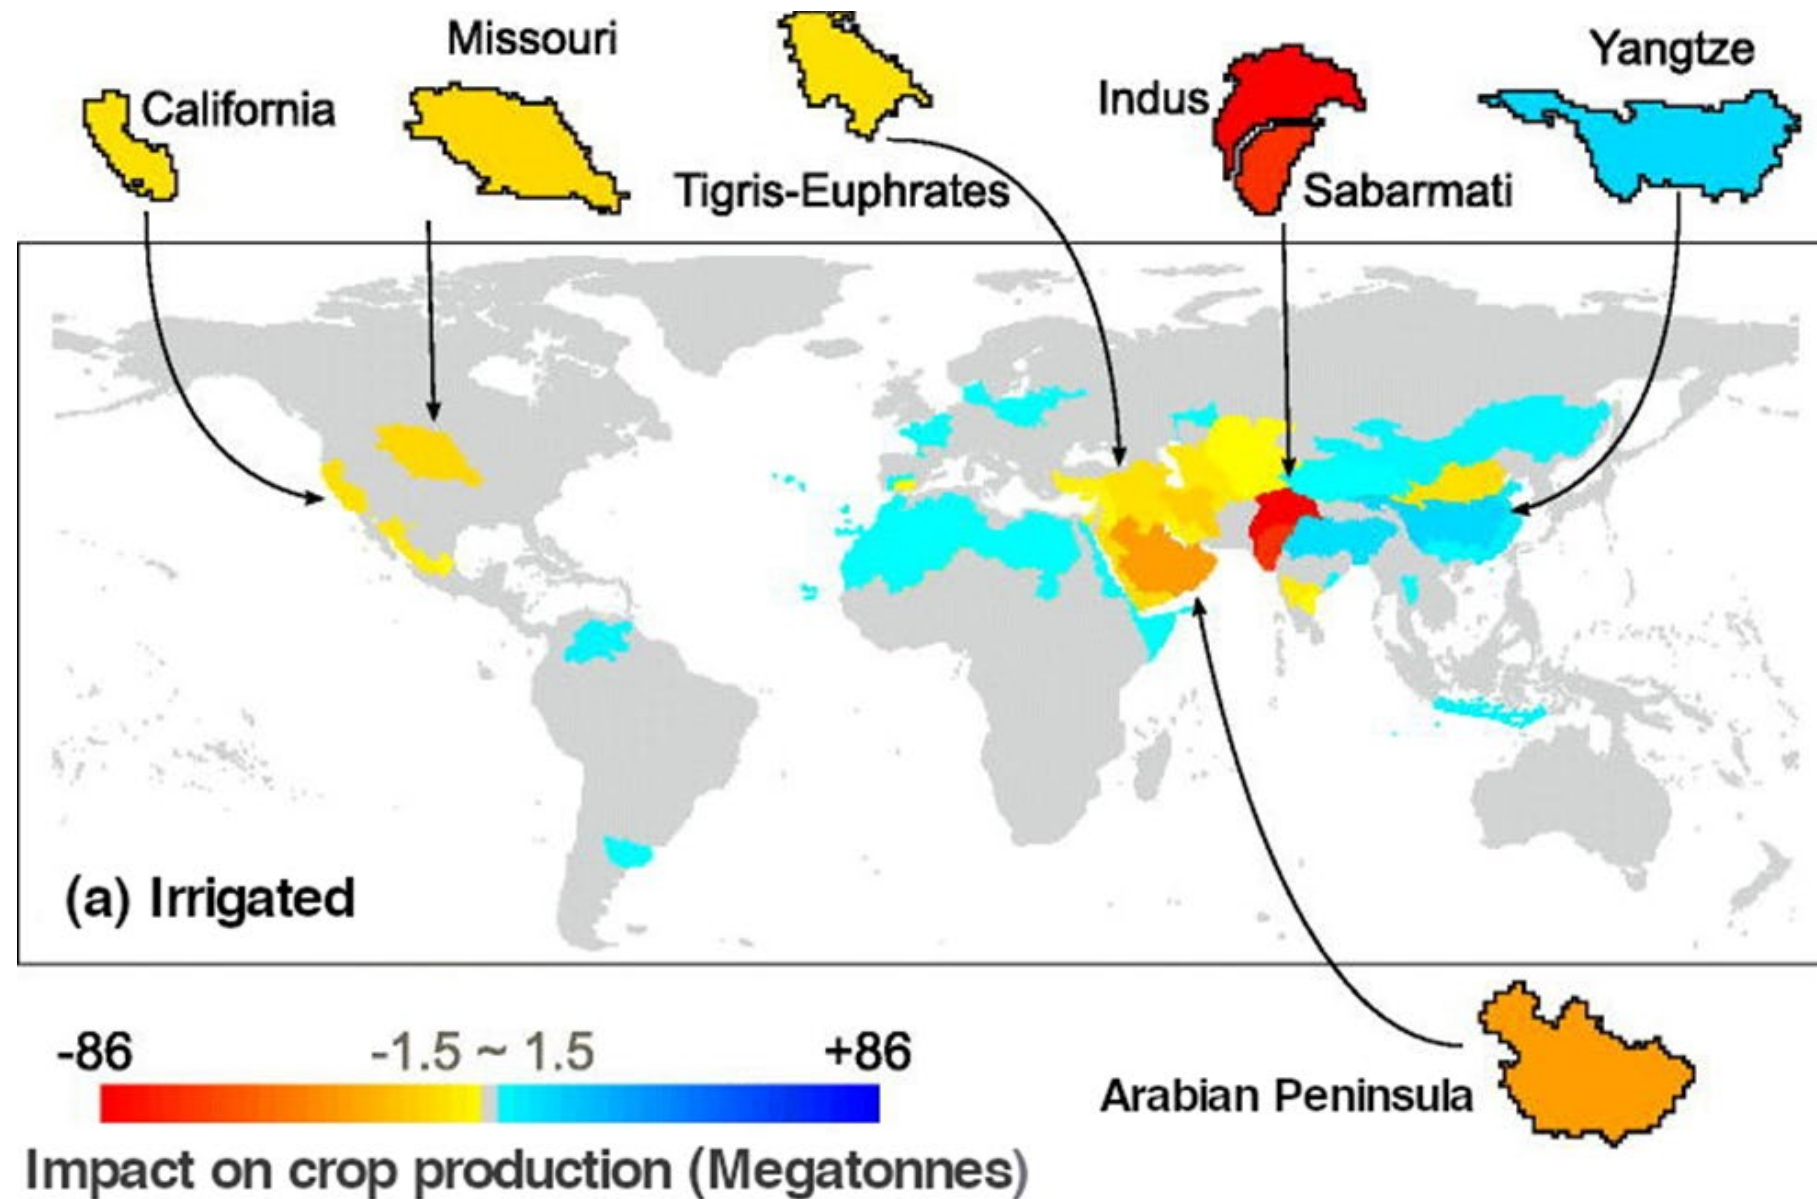 Missouri
Yangtze
California
Indus
Tigris-Euphrates
Sabarmati
(a) Irrigated
-86
-1.5 ~ 1.5
+86
Arabian Peninsula
Impact on crop production (Megatonnes)